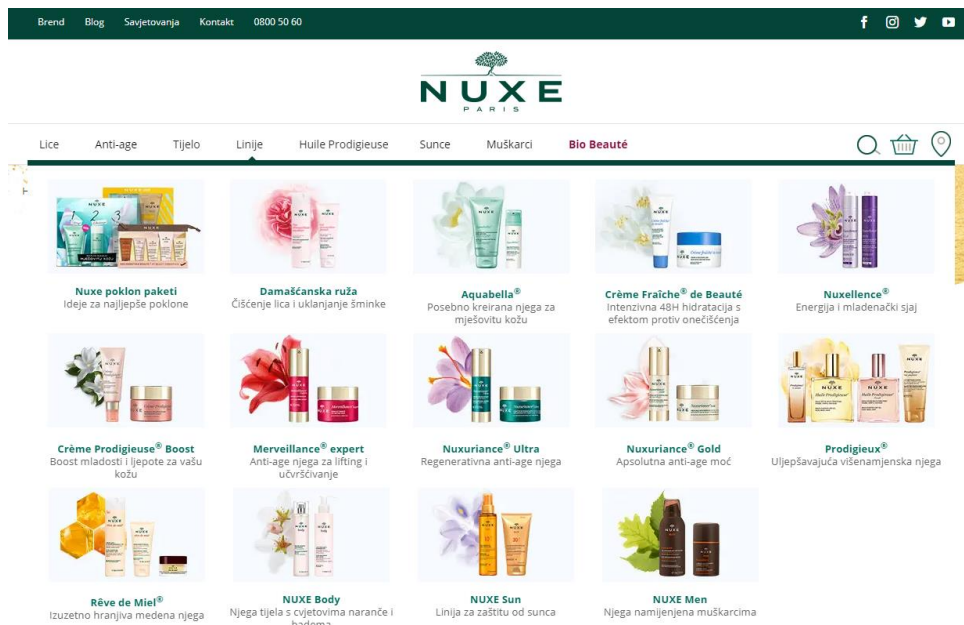 Brend Blog Savjetovanja Kontakt 0800 50 60
NUXE
PARIS
Lice Anti-age Tijelo Linije Huile Prodigieuse Sunce Muškarci Bio Beauté
Nuxe poklon paketi
Ideje za najljepše poklone
Damašćanska ruža
Čišćenje lica i uklanjanje šminke
Aquabella®
Posebno kreirana njega za
mješovitu kožu
Crème Fraîche® de Beauté
Intenzivna 48H hidratacija s
efektom protiv onečišćenja
Nuxellence®
Energija i mladenački sjaj
Crème Prodigieuse® Boost
Boost mladosti i ljepote za vašu
kožu
Merveillance® expert
Anti-age njega za lifting i
učvršćivanje
Nuxuriance® Ultra
Regenerativna anti-age njega
Nuxuriance® Gold
Apsolutna anti-age moć
Prodigieux®
Uljepšavajuća višenamjenska njega
Rêve de Miel®
Izuzetno hranjiva medena njega
NUXE Body
Njega tijela s cvjetovima naranče i
badema
NUXE Sun
Linija za zaštitu od sunca
NUXE Men
Njega namijenjena muškarcima